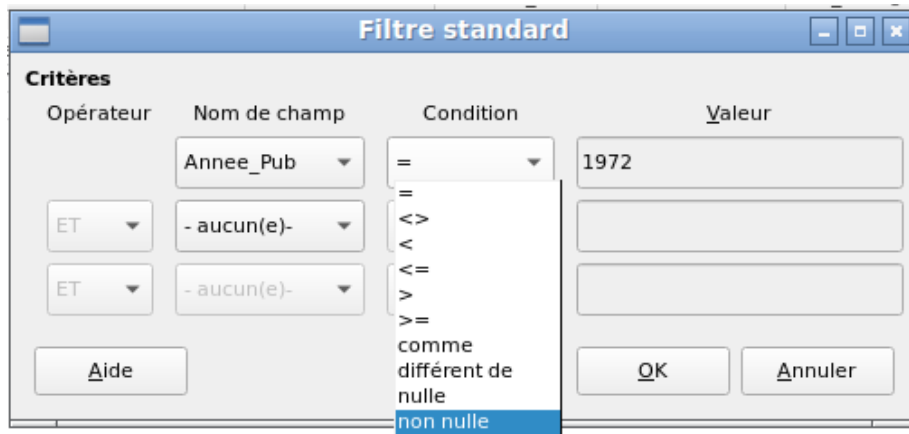 Filtre standard
Critères
Opérateur Nom de champ Condition Valeur
Annee_Pub = 1972
=
ET - aucun(e)- <>
<
<=
ET - aucun(e)- >
>=
comme
Aide différent de OK Annuler
nulle
non nulle